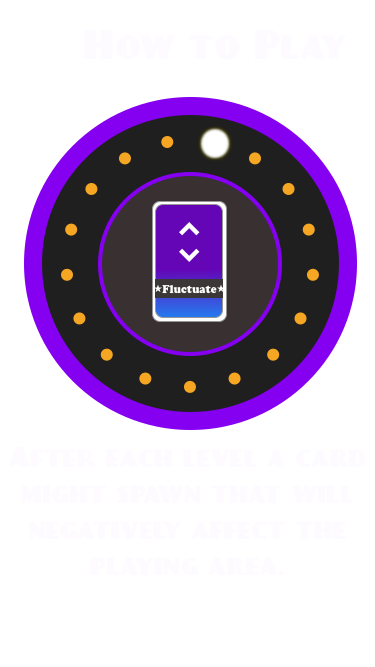 How to Play
★Fluctuate★
After each level a card
might spawn that will
negatively affect the
playing area.